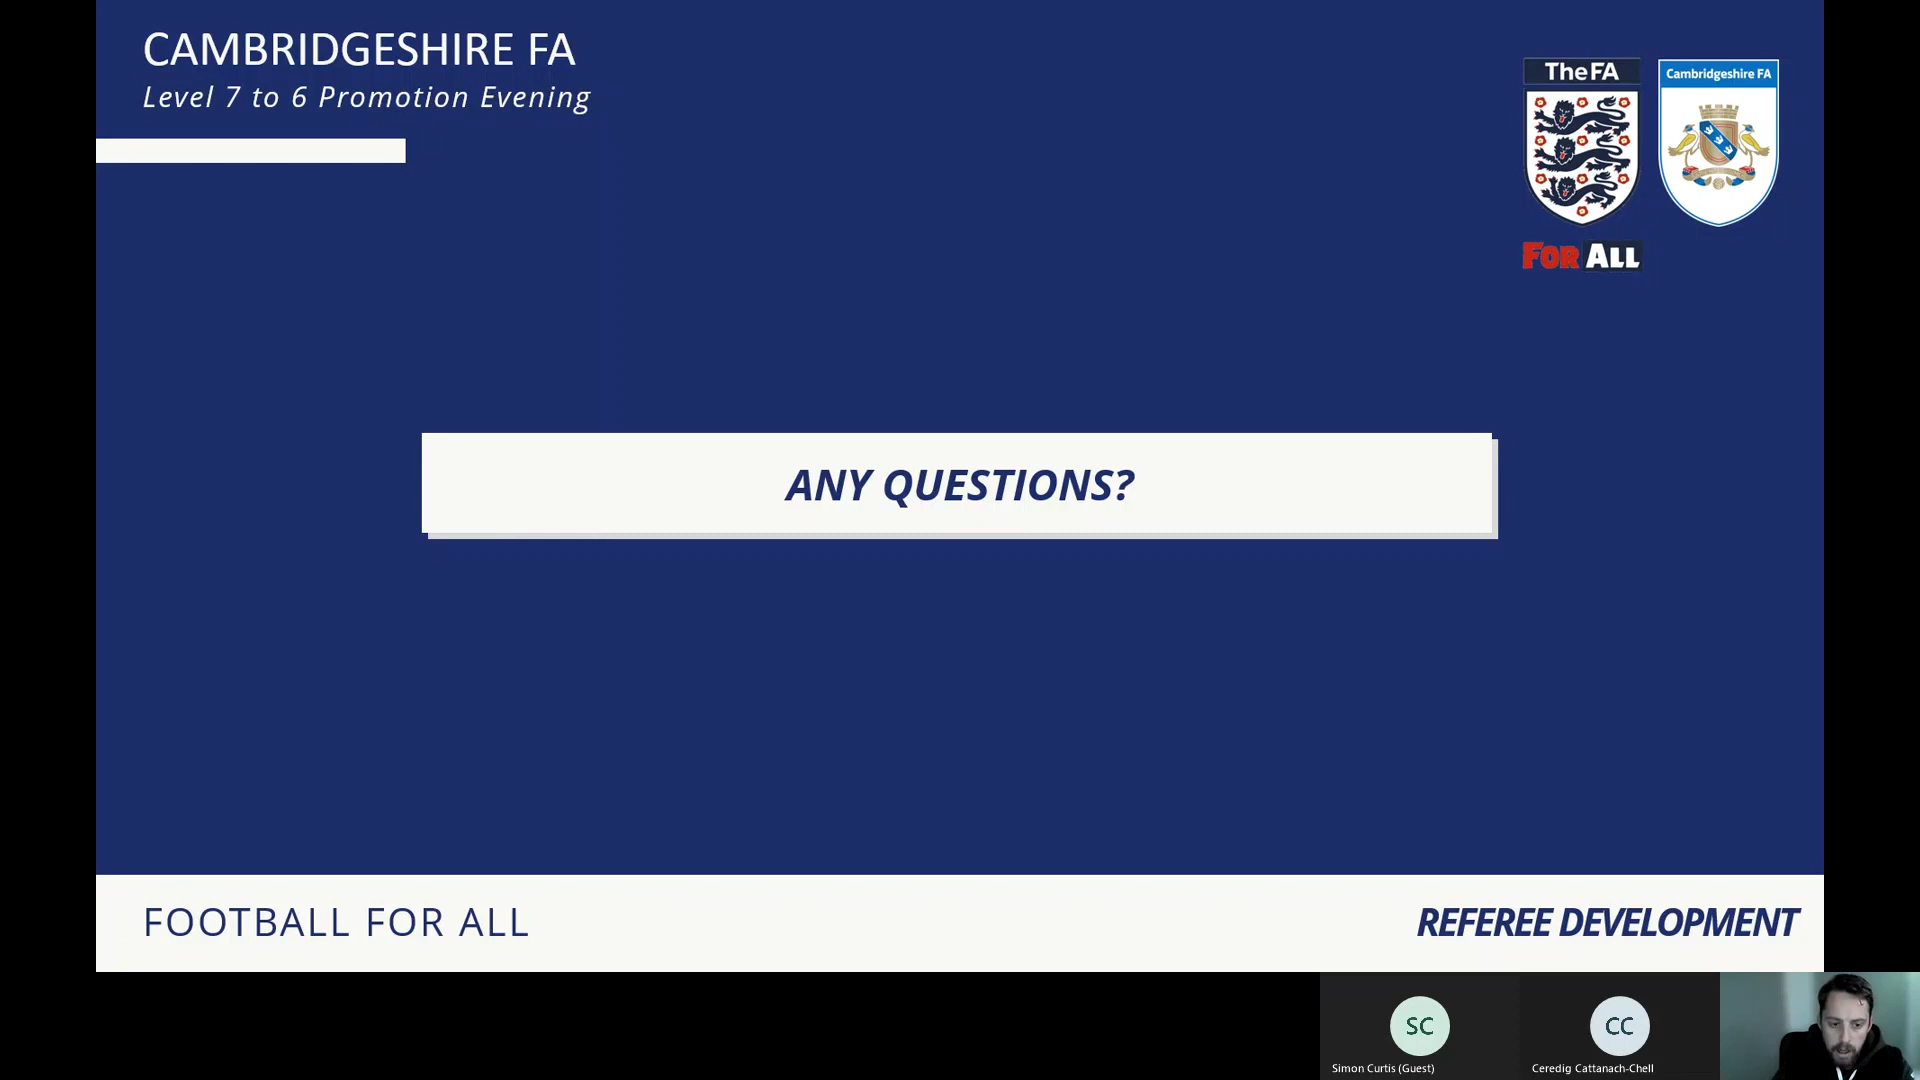 CAMBRIDGESHIRE FA
Level 7 to 6 Promotion Evening
The FA
Cambridgeshire FA
FOR ALL
ANY QUESTIONS?
FOOTBALL FOR ALL
REFEREE DEVELOPMENT
SC
CC
Simon Curtis (Guest)
Ceredig Cattanach-Chell